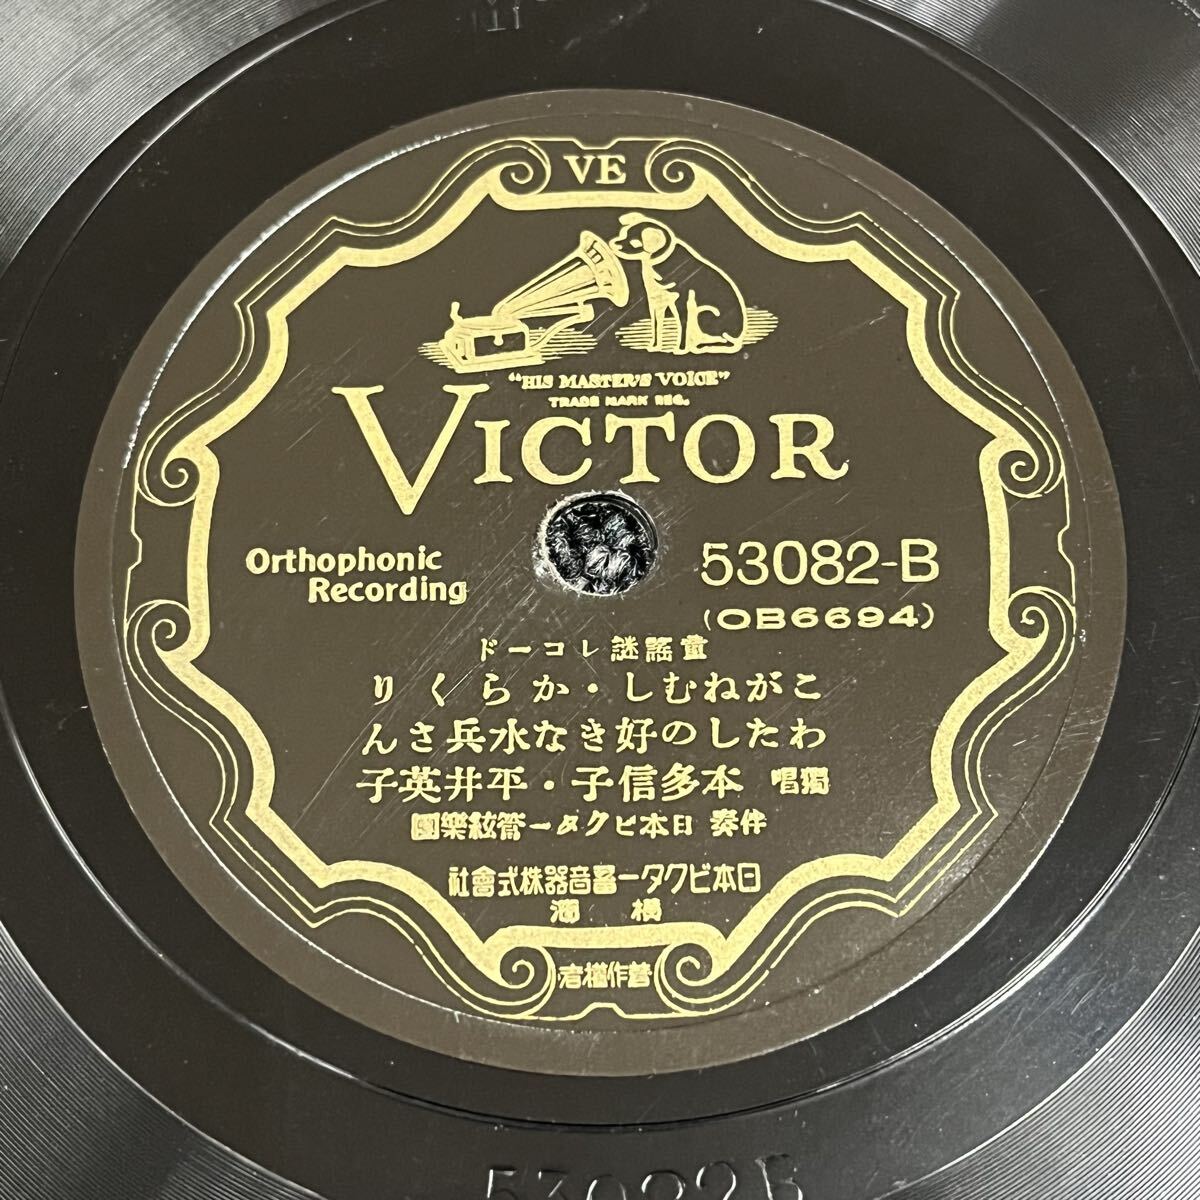 VE
"HIS MASTER'S VOICE"
TRADE MARK REG.
VICTOR
Orthophonic
Recording
53082-B
(OB6694)
童謡謎レコード
こがねむし・からくり
わたしの好きな水兵さん
獨唱 本多信子・平井英子
伴奏 日本ビクター管絃樂團
日本ビクター蓄音器株式會社
横濱
著作權者
53082B